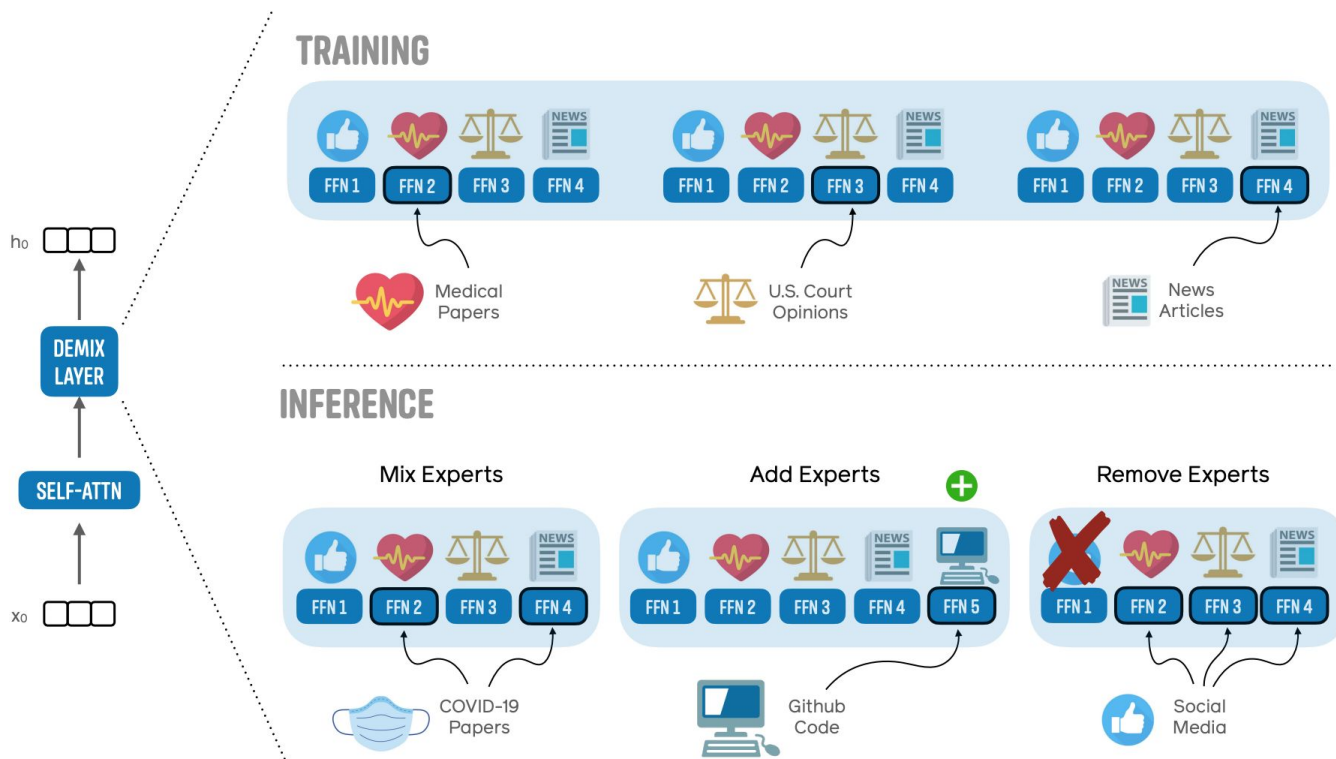 TRAINING
NEWS
NEWS
NEWS
FFN 1
FFN 2
FFN 3
FFN 4
FFN 1
FFN 2
FFN 3
FFN 4
FFN 1
FFN 2
FFN 3
FFN 4
Medical
Papers
U.S. Court
Opinions
NEWS
News
Articles
h₀
DEMIX
LAYER
SELF-ATTN
x₀
INFERENCE
Mix Experts
Add Experts
Remove Experts
NEWS
NEWS
NEWS
FFN 1
FFN 2
FFN 3
FFN 4
FFN 1
FFN 2
FFN 3
FFN 4
FFN 5
FFN 1
FFN 2
FFN 3
FFN 4
COVID-19
Papers
Github
Code
Social
Media